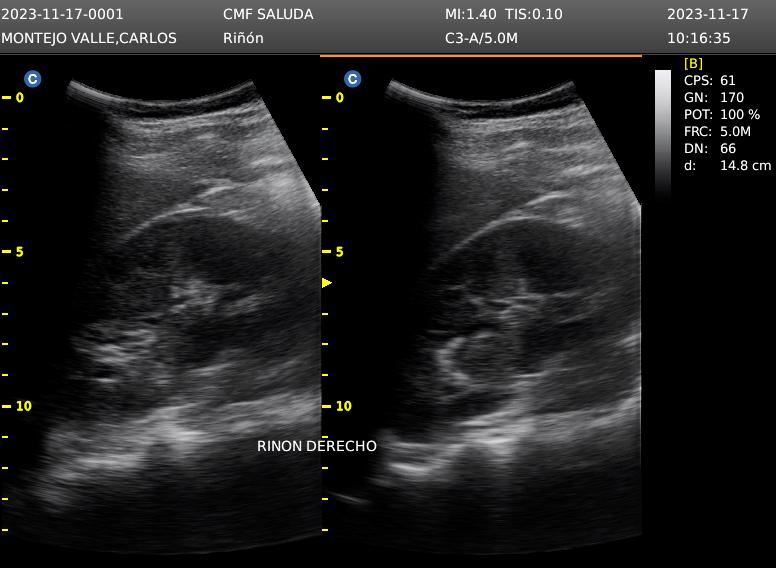 2023-11-17-0001 CMF SALUDA MI:1.40 TIS:0.10 2023-11-17
MONTEJO VALLE,CARLOS Riñón C3-A/5.0M 10:16:35
[B]
CPS: 61
GN: 170
POT: 100 %
FRC: 5.0M
DN: 66
d: 14.8 cm
C C
0 0
5 5
10 10
RINON DERECHO